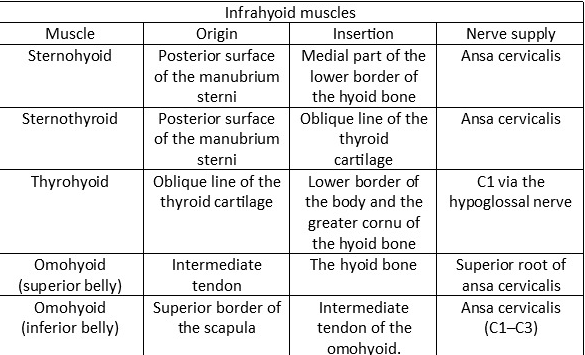 Infrahyoid muscles
Muscle Origin Insertion Nerve supply
Sternohyoid Posterior surface Medial part of the Ansa cervicalis
of the manubrium lower border of
sterni the hyoid bone
Sternothyroid Posterior surface Oblique line of the Ansa cervicalis
of the manubrium thyroid
sterni cartilage
Thyrohyoid Oblique line of the Lower border of C1 via the
thyroid cartilage the body and the hypoglossal nerve
greater cornu of
the hyoid bone
Omohyoid Intermediate The hyoid bone Superior root of
(superior belly) tendon ansa cervicalis
Omohyoid Superior border of Intermediate Ansa cervicalis
(inferior belly) the scapula tendon of the (C1–C3)
omohyoid.